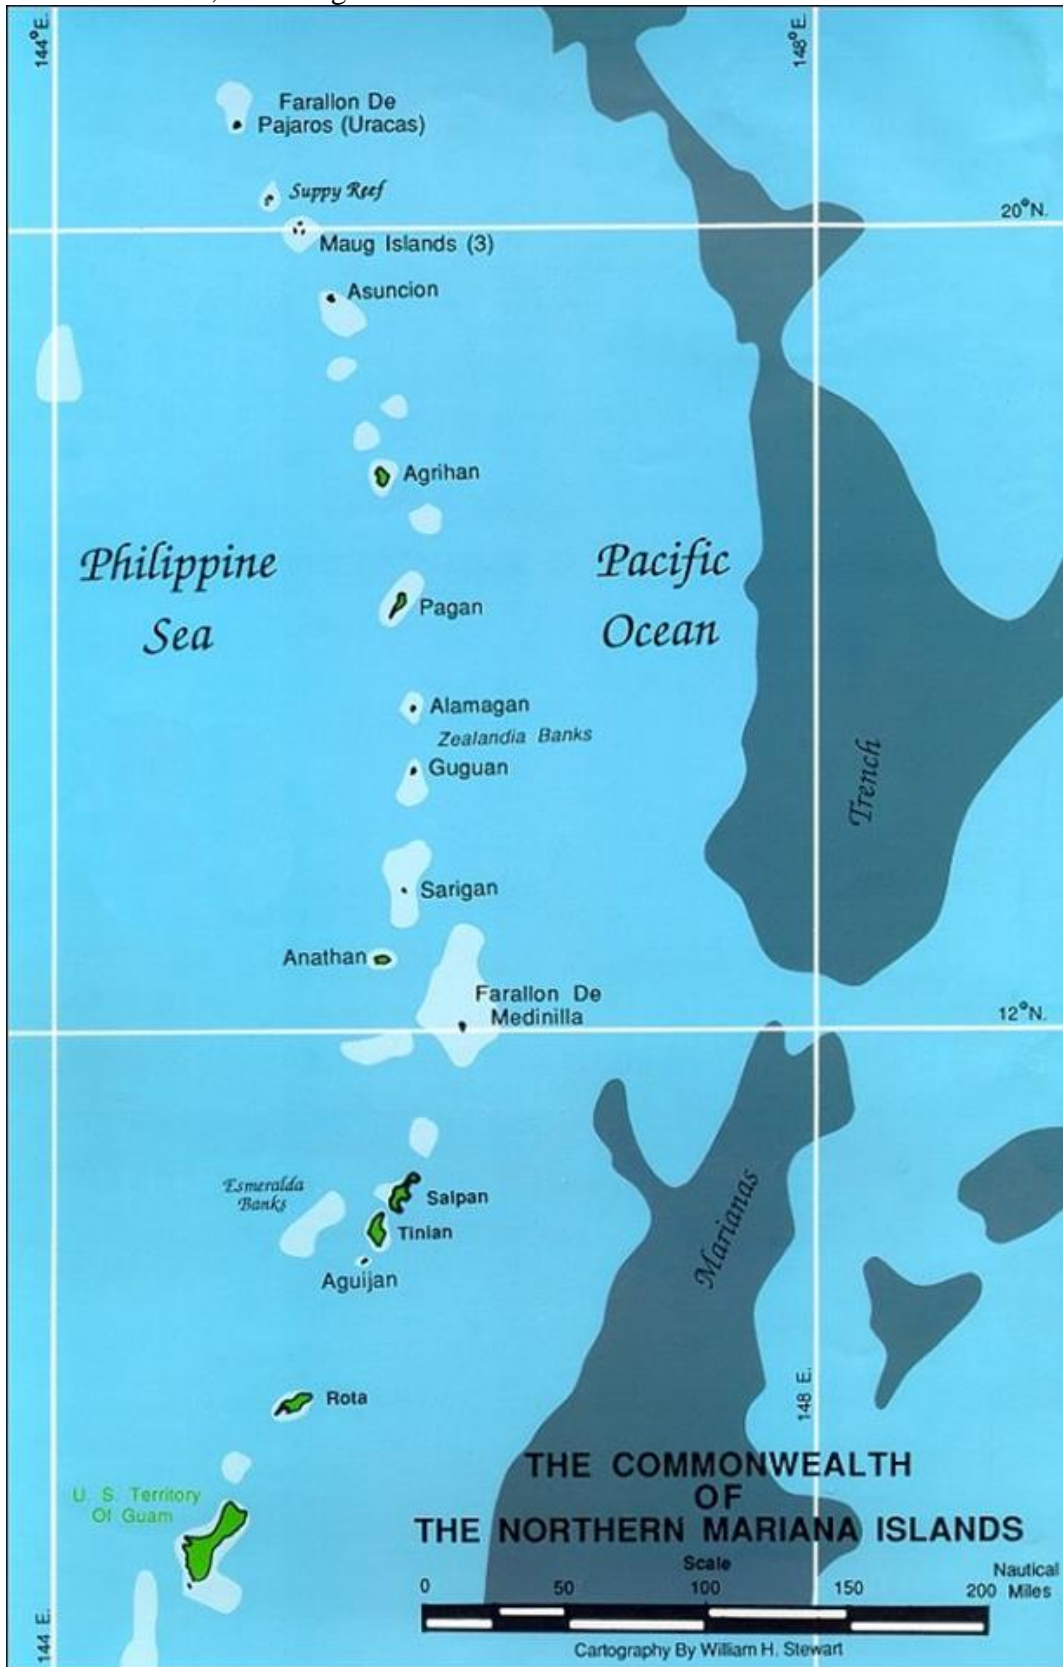 144°E.
148°E.
Farallon De
Pajaros (Uracas)
Suppy Reef
20°N.
Maug Islands (3)
Asuncion
Agrihan
Philippine
Sea
Pacific
Ocean
Pagan
Alamagan
Zealandia Banks
Guguan
Trench
Sarigan
Anathan
Farallon De
Medinilla
12°N.
Esmeralda
Banks
Saipan
Tinian
Aguijan
Marianas
Rota
148 E.
U. S. Territory
Of Guam
THE COMMONWEALTH
OF
THE NORTHERN MARIANA ISLANDS
Scale
0 50 100 150 200 Nautical
Miles
Cartography By William H. Stewart
144 E.